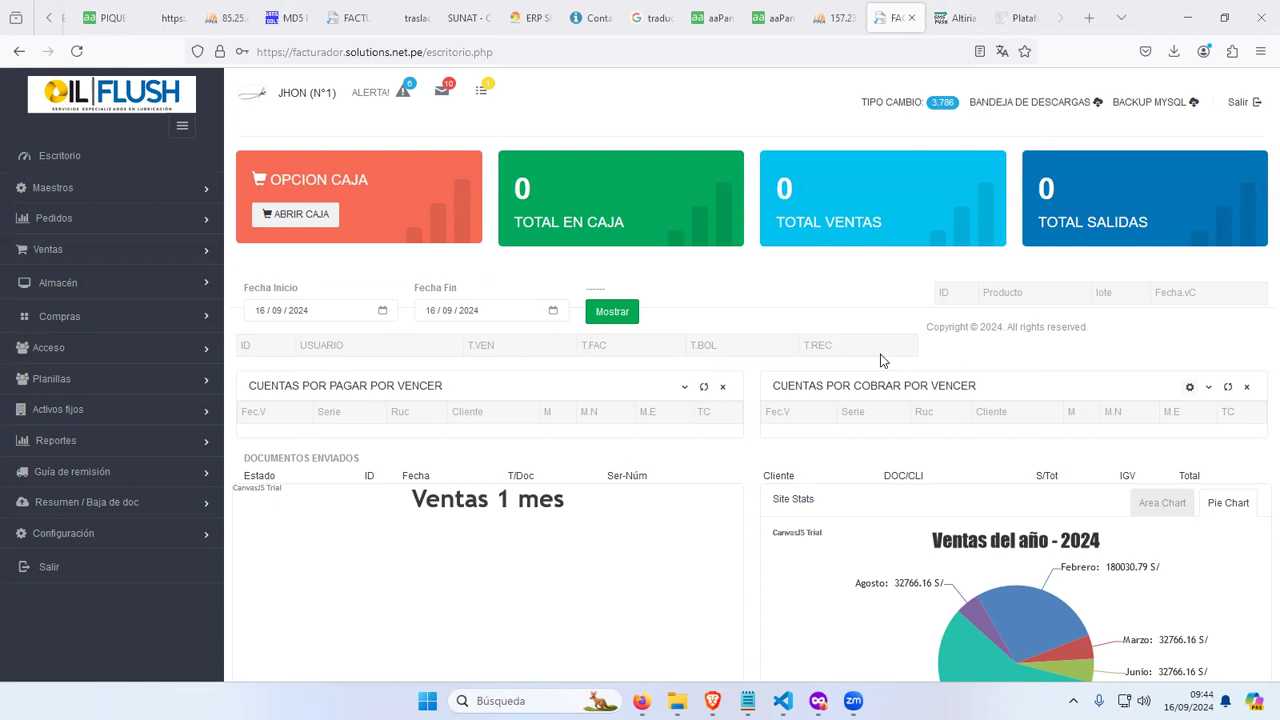 PIQUE
https:
85.25.
MD5 H
FACTU
traslac
SUNAT -
ERP S
Conta
traduc
aaPan
aaPan
157.23
FAC
Altiria
Plataf
https://facturador.solutions.net.pe/escritorio.php
OIL FLUSH
SERVICIOS ESPECIALIZADOS EN LUBRICACIÓN
JHON (N°1) ALERTA! 6 10 1
TIPO CAMBIO: 3.786 BANDEJA DE DESCARGAS BACKUP MYSQL Salir
Escritorio
Maestros
Pedidos
Ventas
Almacén
Compras
Acceso
Planillas
Activos fijos
Reportes
Guía de remisión
Resumen / Baja de doc
Configuración
Salir
OPCION CAJA
ABRIR CAJA
0
TOTAL EN CAJA
0
TOTAL VENTAS
0
TOTAL SALIDAS
Fecha Inicio Fecha Fin ------
16 / 09 / 2024 16 / 09 / 2024 Mostrar
ID Producto lote Fecha.vC
Copyright © 2024. All rights reserved.
ID USUARIO T.VEN T.FAC T.BOL T.REC
CUENTAS POR PAGAR POR VENCER
Fec.V Serie Ruc Cliente M M.N M.E TC
CUENTAS POR COBRAR POR VENCER
Fec.V Serie Ruc Cliente M M.N M.E TC
DOCUMENTOS ENVIADOS
Estado ID Fecha T/Doc Ser-Núm Cliente DOC/CLI S/Tot IGV Total
CanvasJS Trial
Ventas 1 mes
Site Stats Area Chart Pie Chart
CanvasJS Trial
Ventas del año - 2024
Febrero: 180030.79 S/
Agosto: 32766.16 S/
Marzo: 32766.16 S/
Junio: 32766.16 S/
Búsqueda
09:44
16/09/2024